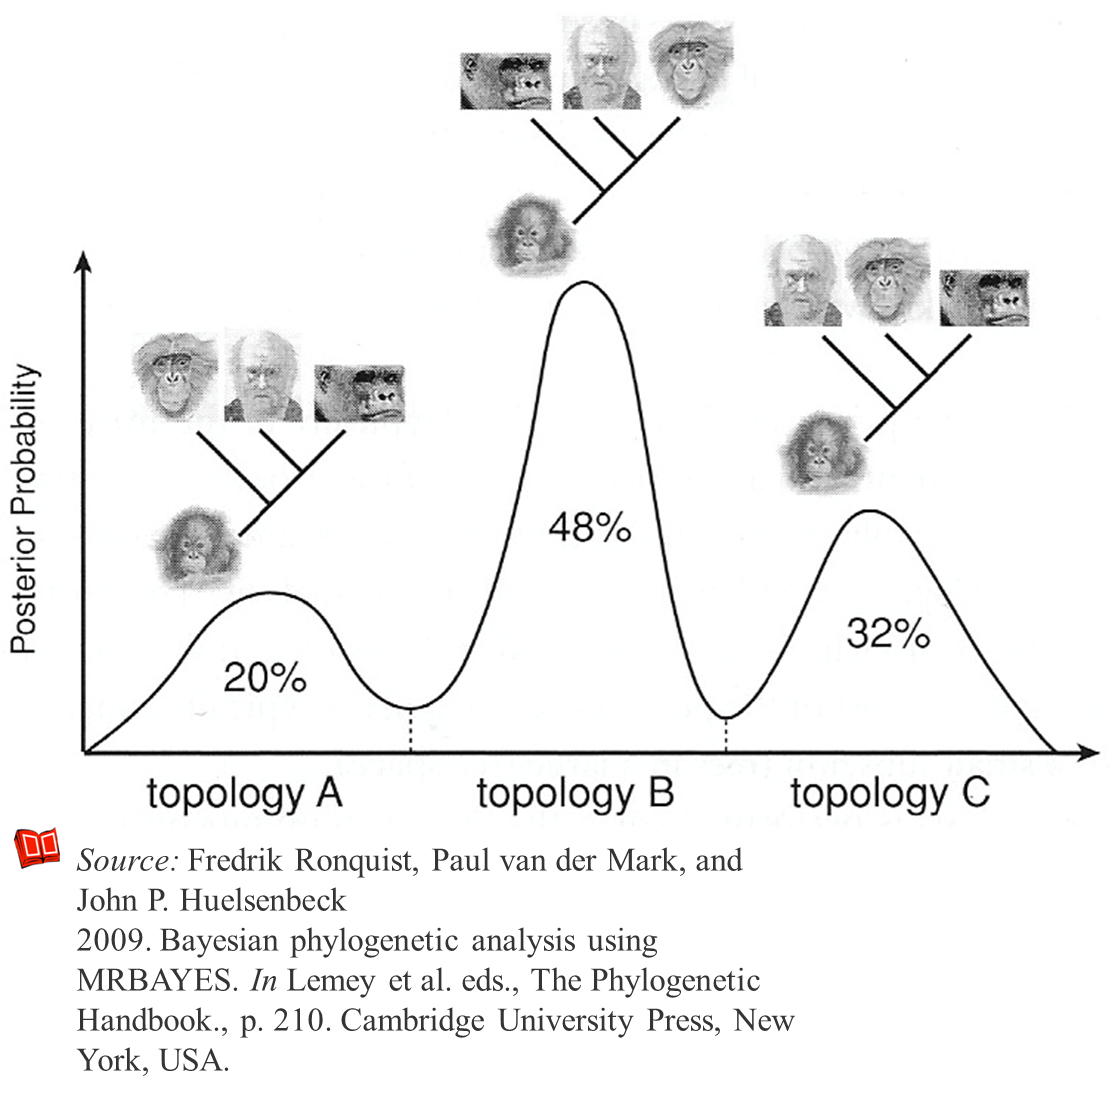 Posterior Probability
48%
32%
20%
topology A
topology B
topology C
Source: Fredrik Ronquist, Paul van der Mark, and
John P. Huelsenbeck
2009. Bayesian phylogenetic analysis using
MRBAYES. In Lemey et al. eds., The Phylogenetic
Handbook., p. 210. Cambridge University Press, New
York, USA.